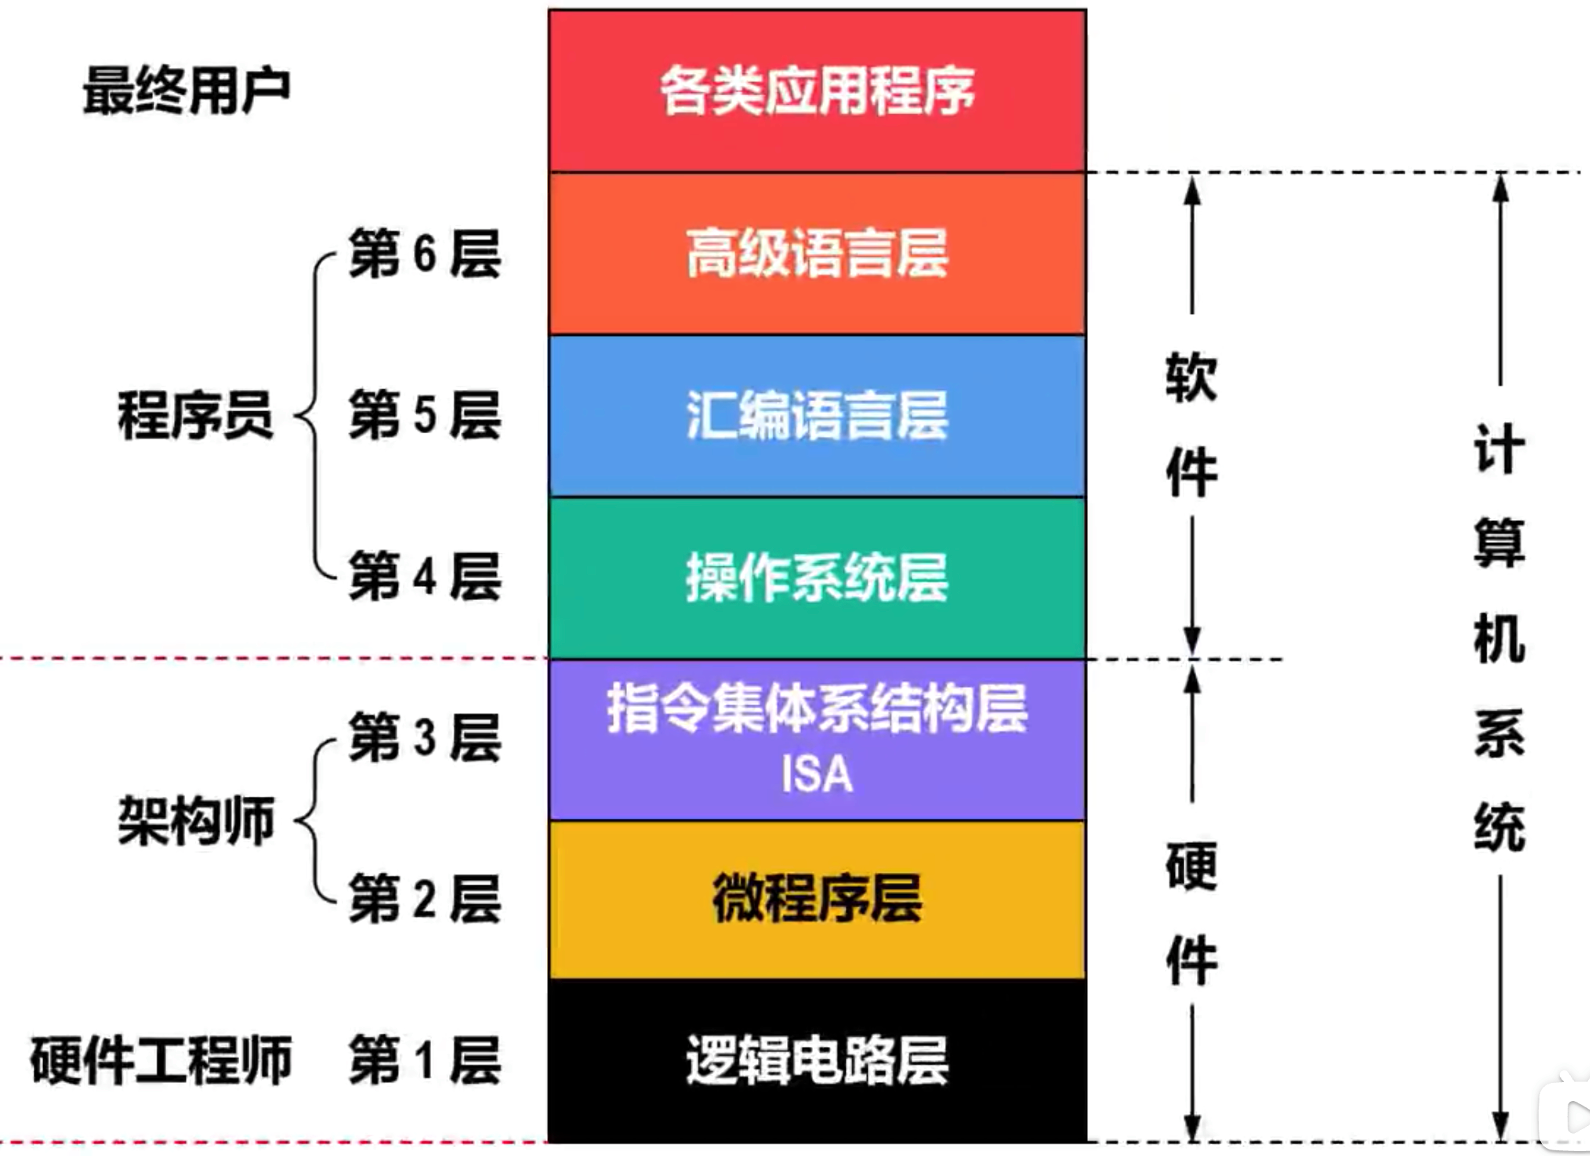 最终用户
各类应用程序
第 6 层
高级语言层
程序员
第 5 层
汇编语言层
第 4 层
操作系统层
软件
架构师
第 3 层
指令集体系结构层
ISA
第 2 层
微程序层
硬件工程师
第 1 层
逻辑电路层
硬件
计算机系统